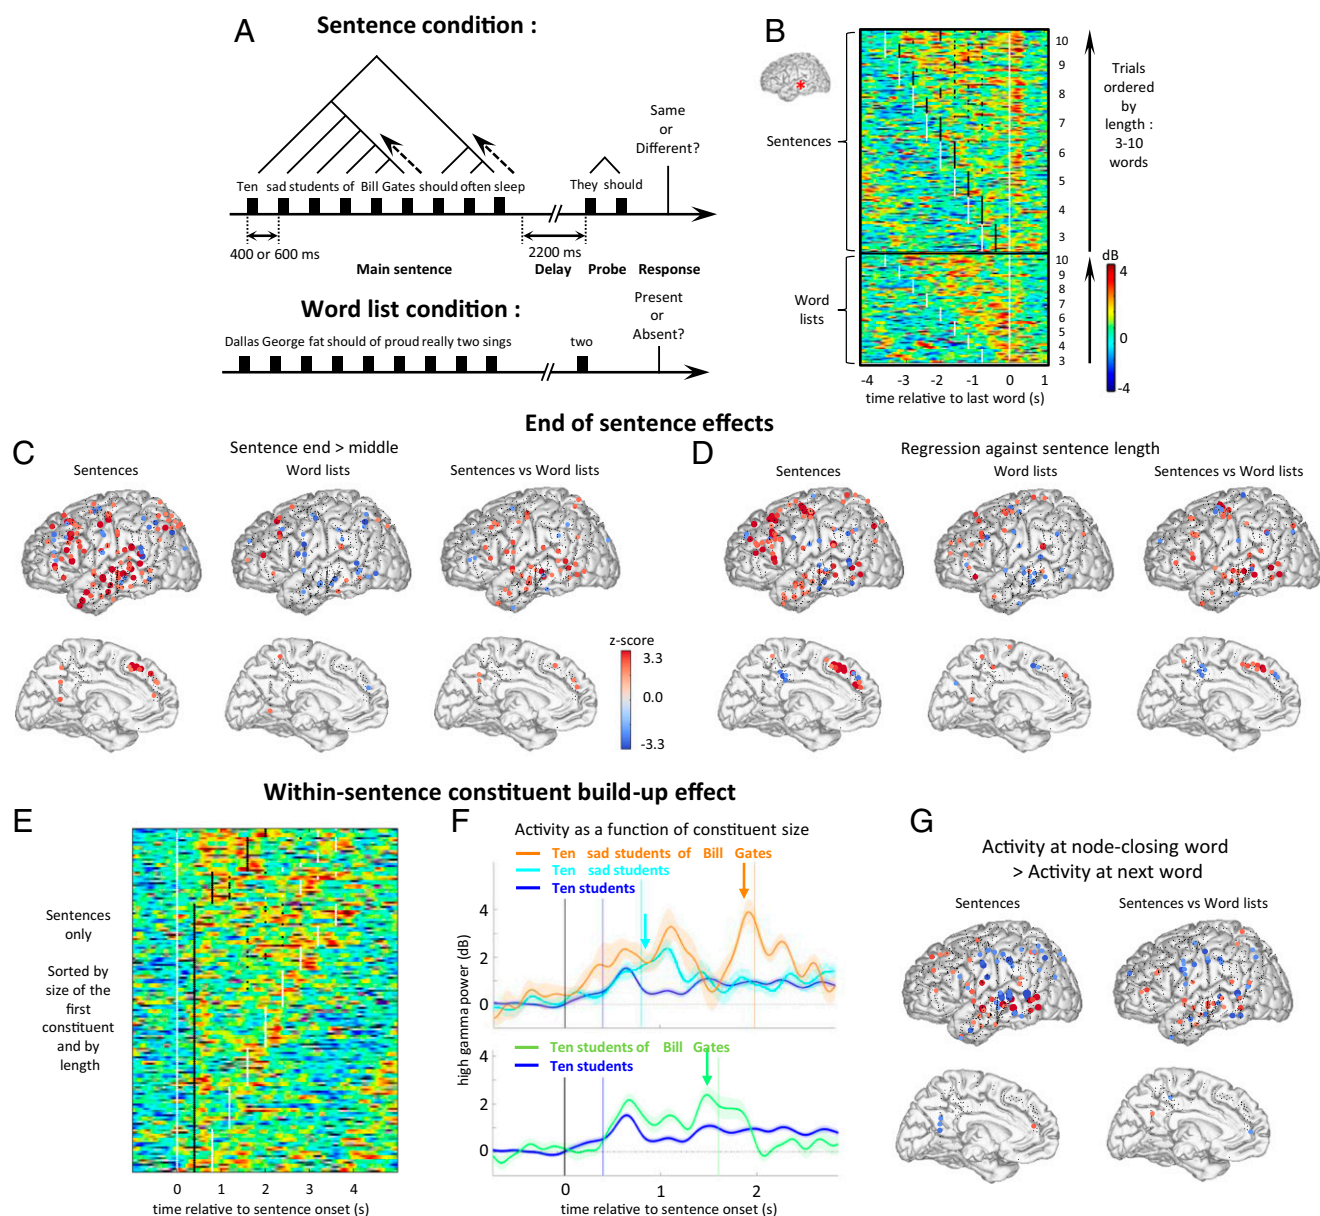 A
Sentence condition :
Ten sad students of Bill Gates should often sleep
They should
Same
or
Different?
400 or 600 ms
2200 ms
Main sentence
Delay
Probe
Response
Word list condition :
Dallas George fat should of proud really two sings
two
Present
or
Absent?
B
Sentences
Word
lists
10
9
8
7
6
5
4
3
10
9
8
7
6
5
4
3
Trials
ordered
by
length :
3-10
words
dB
4
0
-4
-4 -3 -2 -1 0 1
time relative to last word (s)
End of sentence effects
C
Sentence end > middle
Sentences
Word lists
Sentences vs Word lists
z-score
3.3
0.0
-3.3
D
Regression against sentence length
Sentences
Word lists
Sentences vs Word lists
Within-sentence constituent build-up effect
E
Sentences
only
Sorted by
size of the
first
constituent
and by
length
0 1 2 3 4
time relative to sentence onset (s)
F
Activity as a function of constituent size
Ten sad students of Bill Gates
Ten sad students
Ten students
4
2
0
high gamma power (dB)
Ten students of Bill Gates
Ten students
4
2
0
0 1 2
time relative to sentence onset (s)
G
Activity at node-closing word
> Activity at next word
Sentences
Sentences vs Word lists